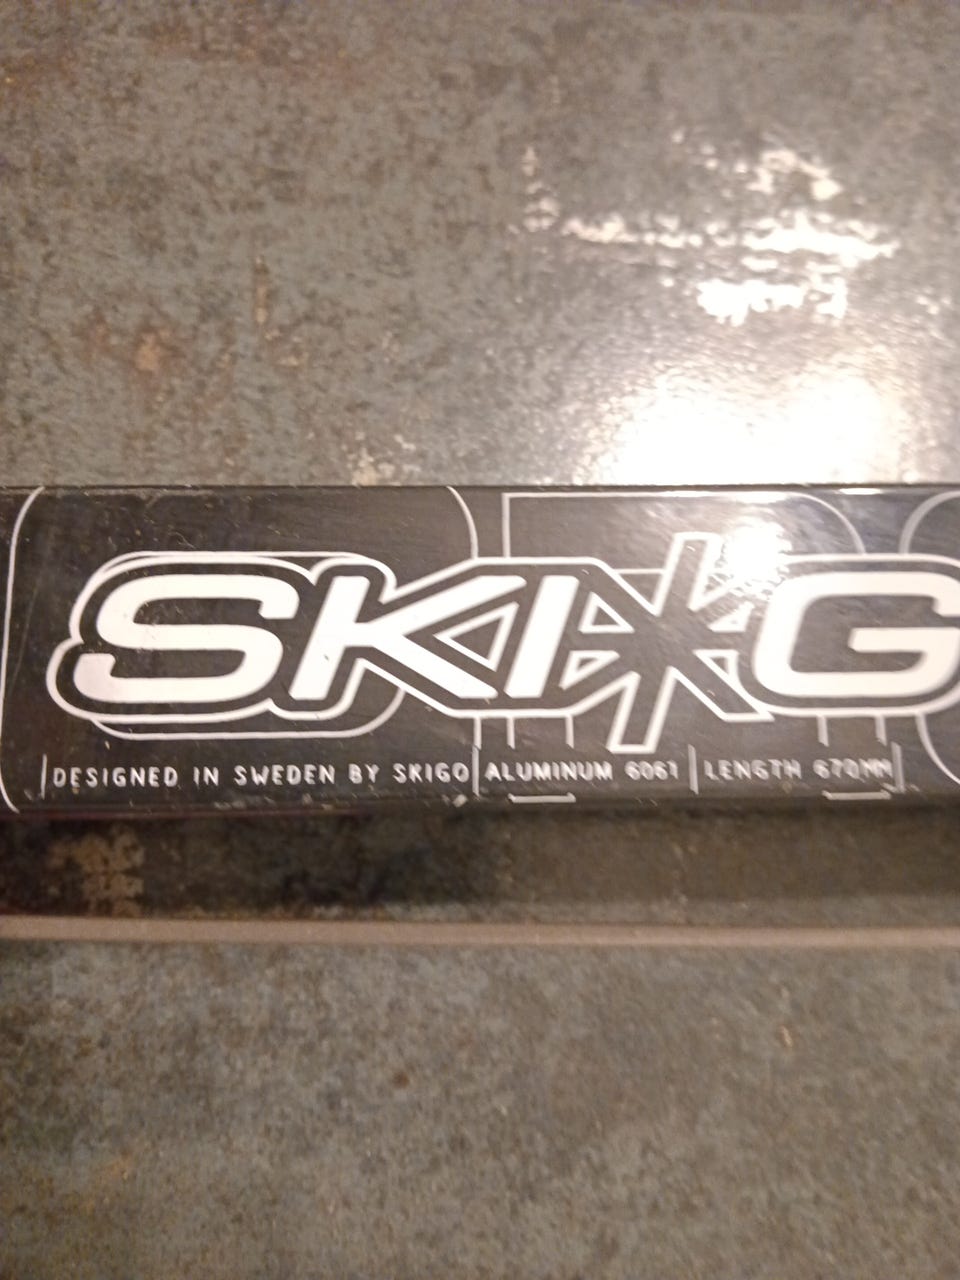 SKI*G
DESIGNED IN SWEDEN BY SKIGO | ALUMINUM 6061 | LENGTH 670MM